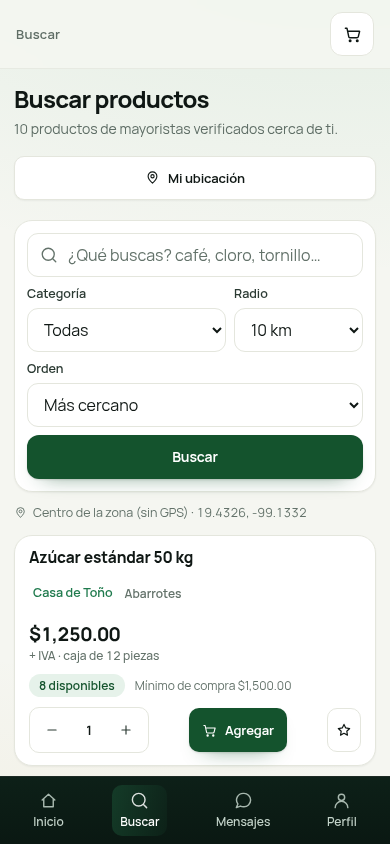 Buscar
Buscar productos
10 productos de mayoristas verificados cerca de ti.
Mi ubicación
¿Qué buscas? café, cloro, tornillo…
Categoría
Radio
Todas
10 km
Orden
Más cercano
Buscar
Centro de la zona (sin GPS) · 19.4326, -99.1332
Azúcar estándar 50 kg
Casa de Toño
Abarrotes
$1,250.00
+ IVA · caja de 12 piezas
8 disponibles
Mínimo de compra $1,500.00
− 1 +
Agregar
Inicio
Buscar
Mensajes
Perfil